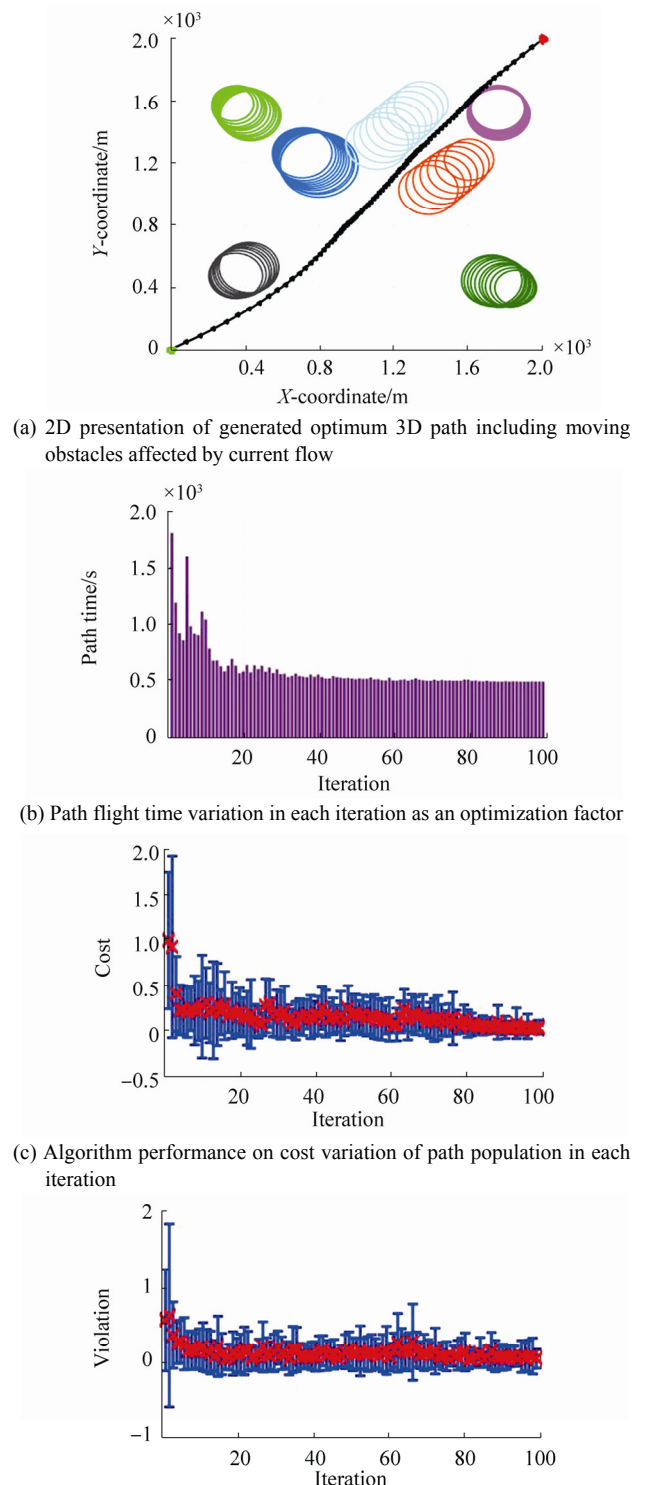 ×10³
2.0
1.6
1.2
0.8
0.4
0
Y-coordinate/m
0.4 0.8 1.2 1.6 2.0
×10³
X-coordinate/m
(a) 2D presentation of generated optimum 3D path including moving
obstacles affected by current flow
×10³
2.0
1.5
1.0
0.5
0
Path time/s
20 40 60 80 100
Iteration
(b) Path flight time variation in each iteration as an optimization factor
2.0
1.5
1.0
0.5
0
−0.5
Cost
20 40 60 80 100
Iteration
(c) Algorithm performance on cost variation of path population in each
iteration
2
1
0
−1
Violation
20 40 60 80 100
Iteration